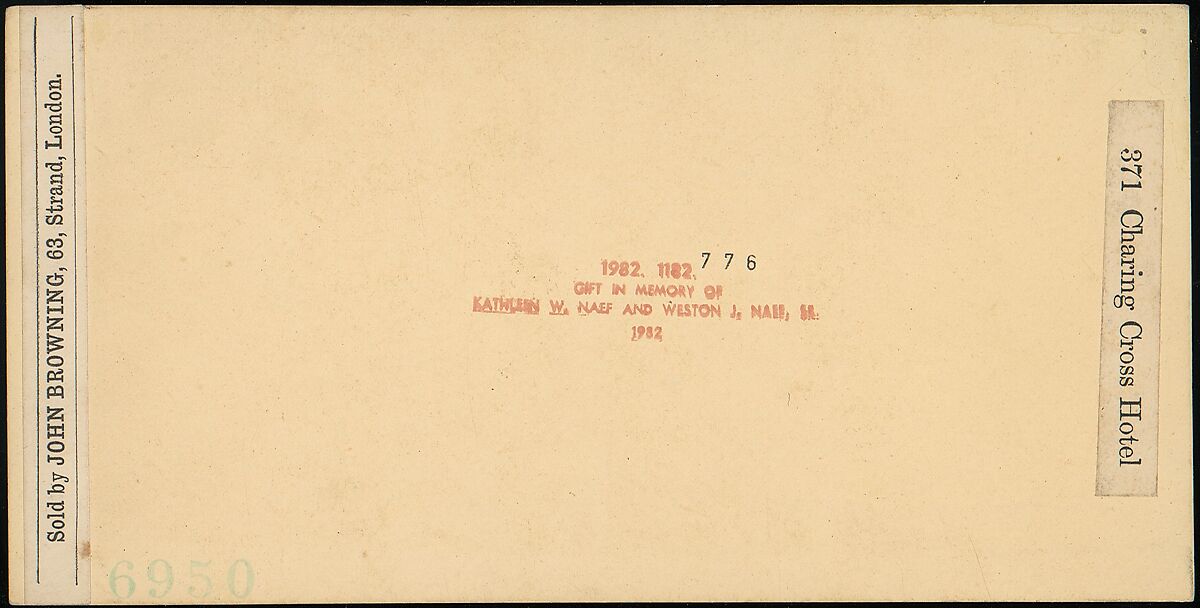 Sold by JOHN BROWNING, 63, Strand, London.
1982. 1182. 776
GIFT IN MEMORY OF
KATHLEEN W. NAEF AND WESTON J. NAEF, SR.
1982
371 Charing Cross Hotel
6950